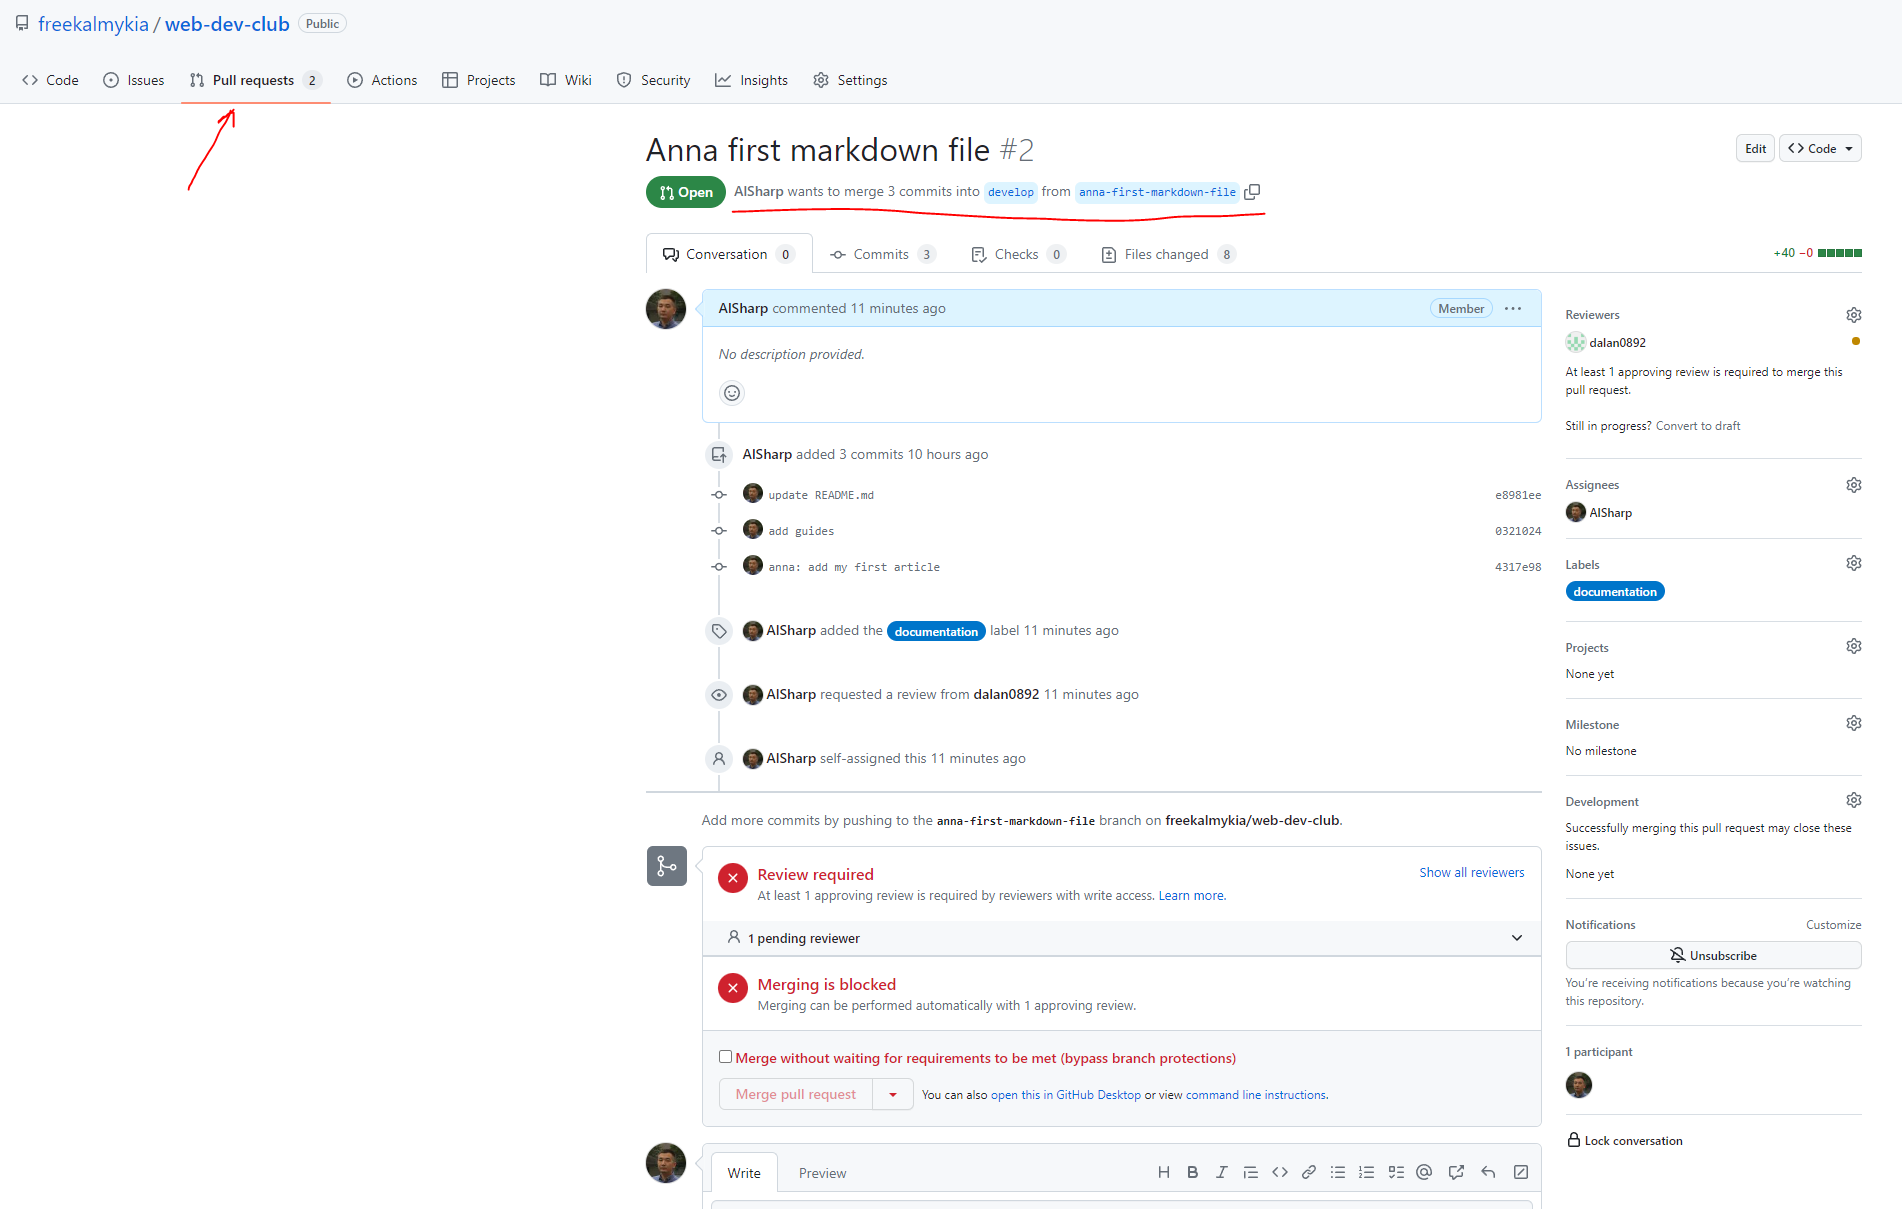 freekalmykia / web-dev-club Public
Code Issues Pull requests 2 Actions Projects Wiki Security Insights Settings
Anna first markdown file #2
Edit Code
Open AlSharp wants to merge 3 commits into develop from anna-first-markdown-file
Conversation 0 Commits 3 Checks 0 Files changed 8
+40 −0
AlSharp commented 11 minutes ago Member
No description provided.
AlSharp added 3 commits 10 hours ago
update README.md e8981ee
add guides 0321024
anna: add my first article 4317e98
AlSharp added the documentation label 11 minutes ago
AlSharp requested a review from dalan0892 11 minutes ago
AlSharp self-assigned this 11 minutes ago
Add more commits by pushing to the anna-first-markdown-file branch on freekalmykia/web-dev-club.
Review required
Show all reviewers
At least 1 approving review is required by reviewers with write access. Learn more.
1 pending reviewer
Merging is blocked
Merging can be performed automatically with 1 approving review.
Merge without waiting for requirements to be met (bypass branch protections)
Merge pull request You can also open this in GitHub Desktop or view command line instructions.
Write Preview
Reviewers
dalan0892
At least 1 approving review is required to merge this
pull request.
Still in progress? Convert to draft
Assignees
AlSharp
Labels
documentation
Projects
None yet
Milestone
No milestone
Development
Successfully merging this pull request may close these
issues.
None yet
Notifications Customize
Unsubscribe
You're receiving notifications because you're watching
this repository.
1 participant
Lock conversation